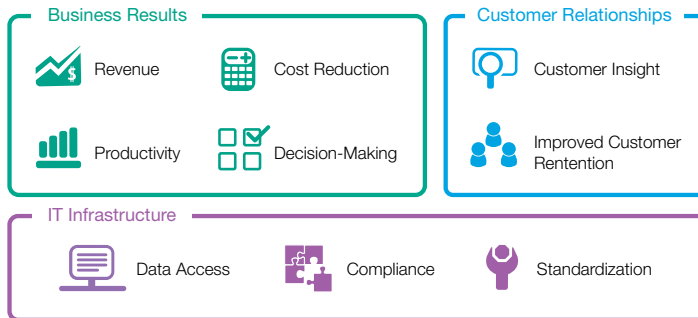 Business Results
Customer Relationships
$
Revenue
Cost Reduction
Customer Insight
Productivity
Decision-Making
Improved Customer
Rentention
IT Infrastructure
Data Access
Compliance
Standardization